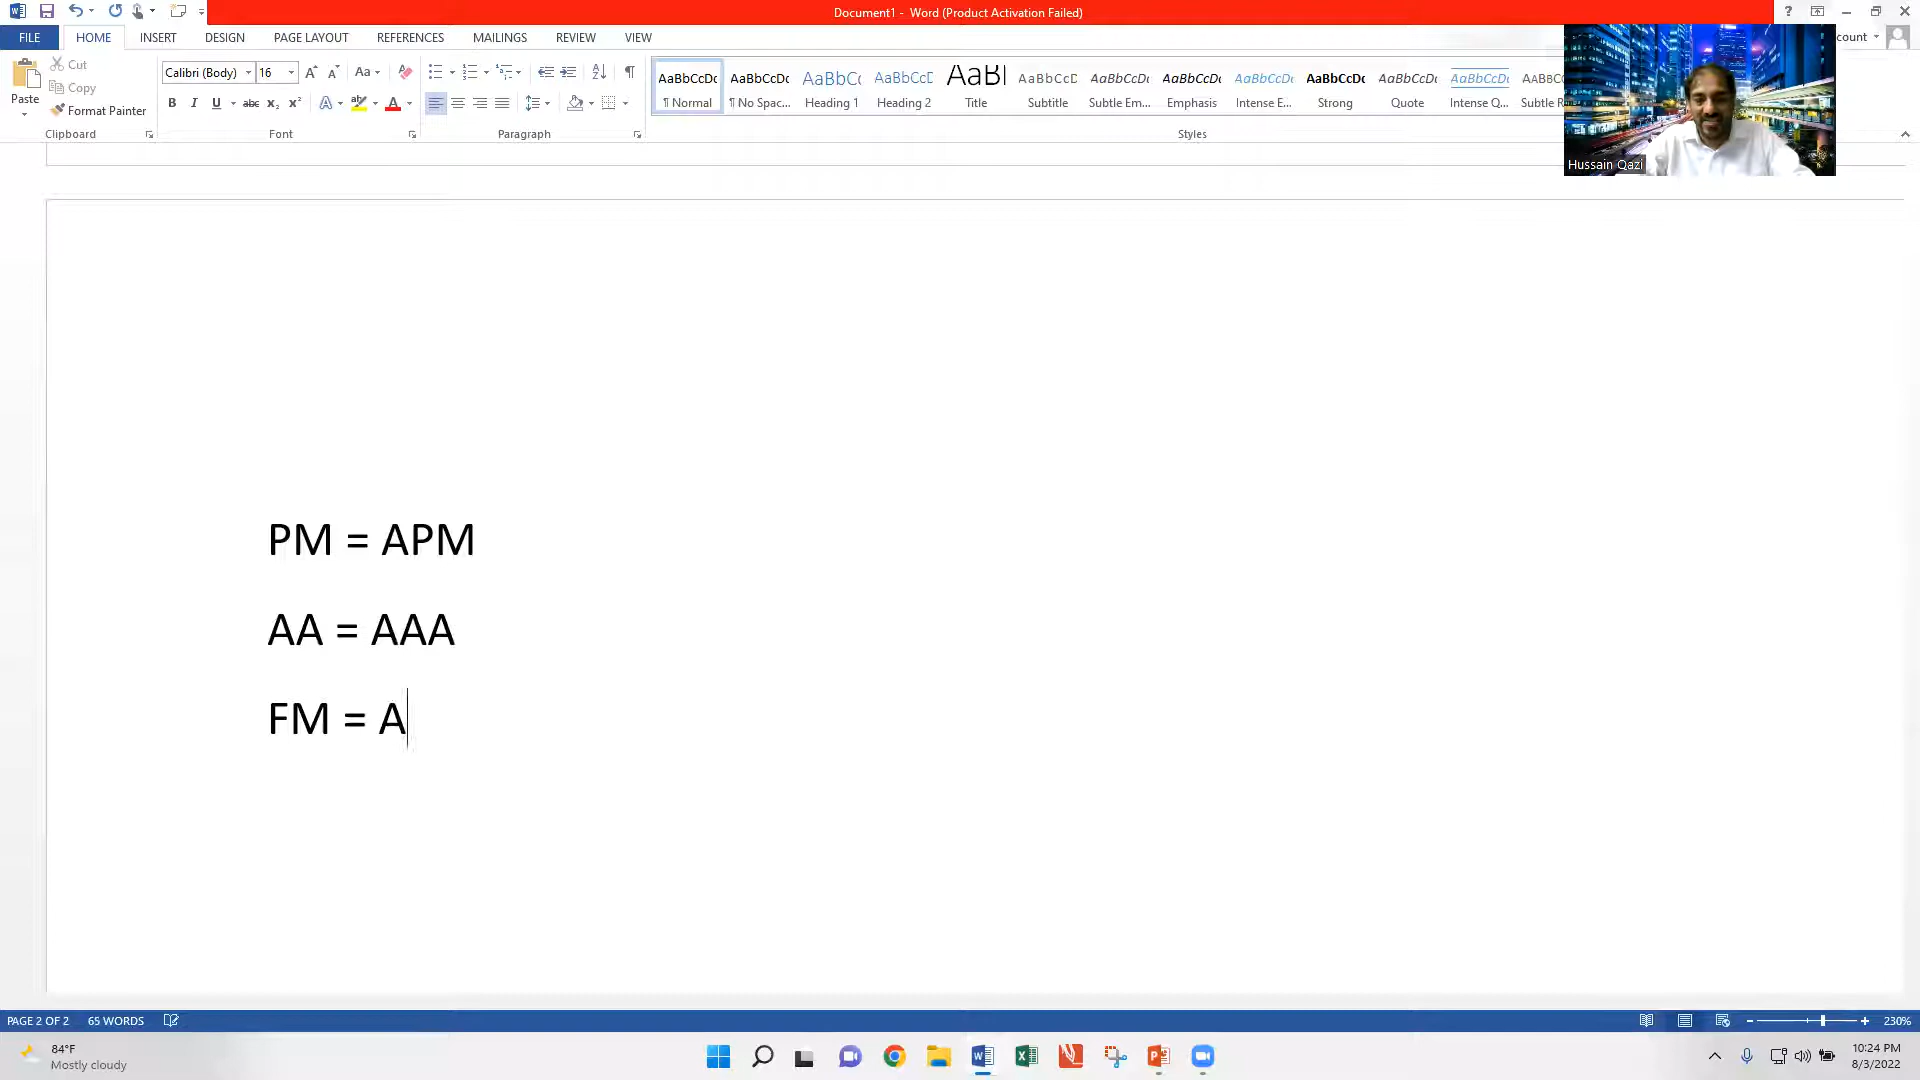 Document1 - Word (Product Activation Failed)
FILE HOME INSERT DESIGN PAGE LAYOUT REFERENCES MAILINGS REVIEW VIEW
count
Paste
Cut
Copy
Format Painter
Clipboard
Calibri (Body) 16
Font
Paragraph
AaBbCcDc AaBbCcDc AaBbCc AaBbCcD AaBl AaBbCcD AaBbCcDc AaBbCcDc AaBbCcDc AaBbCcDc AaBbCcDc AaBbCcDc AABBCC
¶ Normal ¶ No Spac... Heading 1 Heading 2 Title Subtitle Subtle Em... Emphasis Intense E... Strong Quote Intense Q... Subtle
Styles
Hussain Qazi
PM = APM
AA = AAA
FM = A
PAGE 2 OF 2 65 WORDS
230%
84°F
Mostly cloudy
10:24 PM
8/3/2022